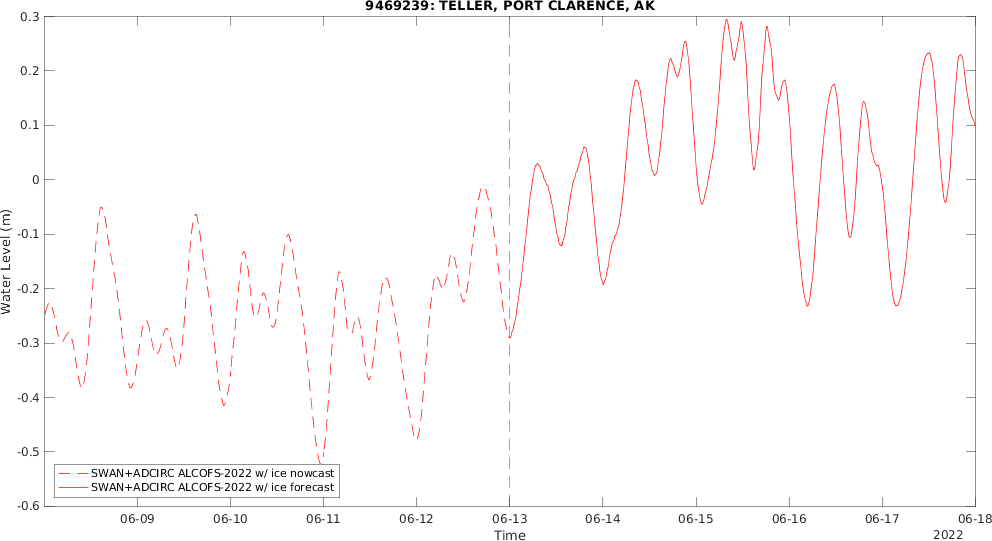 9469239: TELLER, PORT CLARENCE, AK
0.3
0.2
0.1
0
-0.1
-0.2
-0.3
-0.4
-0.5
-0.6
Water Level (m)
SWAN+ADCIRC ALCOFS-2022 w/ ice nowcast
SWAN+ADCIRC ALCOFS-2022 w/ ice forecast
06-09 06-10 06-11 06-12 06-13 06-14 06-15 06-16 06-17 06-18
Time
2022